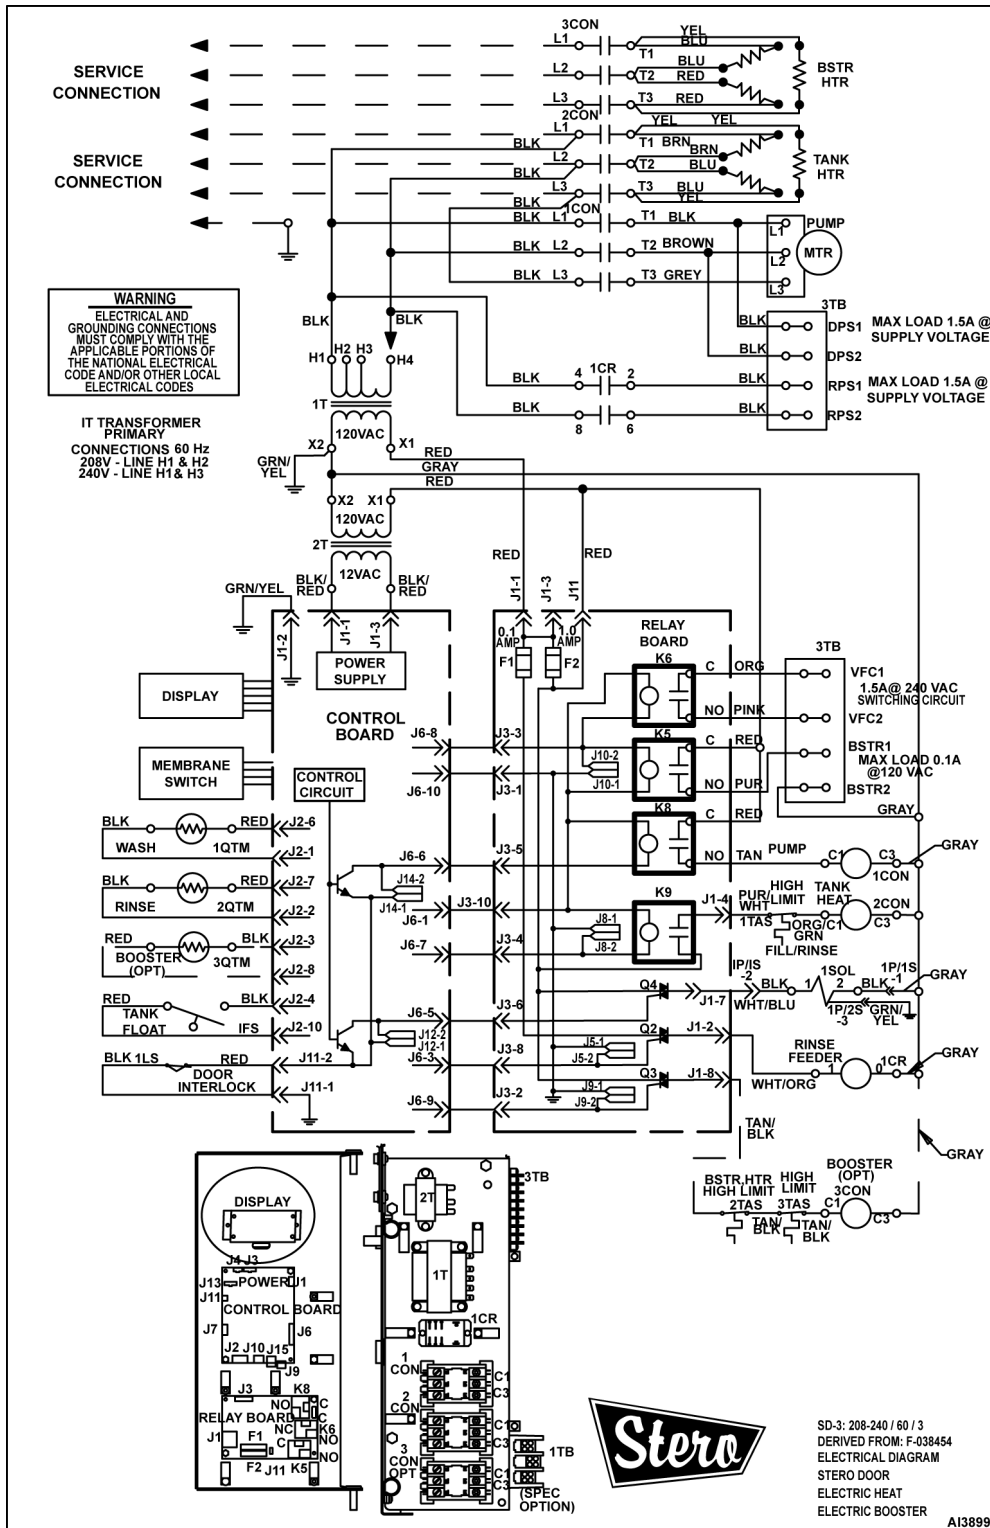 3CON
L1
T1
YEL
BLU
L2
T2
BLU
RED
L3
T3
RED
BSTR
HTR
SERVICE
CONNECTION
2CON
L1
T1
YEL
YEL
BRN
BLK
L2
T2
BRN
BLU
BLK
L3
T3
BLU
YEL
TANK
HTR
SERVICE
CONNECTION
BLK
1CON
BLK
L1
T1
BLK
L1
PUMP
BLK
L2
T2
BROWN
L2
MTR
BLK
L3
T3
GREY
L3
WARNING
ELECTRICAL AND
GROUNDING CONNECTIONS
MUST COMPLY WITH THE
APPLICABLE PORTIONS OF
THE NATIONAL ELECTRICAL
CODE AND/OR OTHER LOCAL
ELECTRICAL CODES
3TB
BLK
BLK
BLK
DPS1
MAX LOAD 1.5A @
SUPPLY VOLTAGE
BLK
DPS2
H1
H2
H3
H4
BLK
4
1CR
2
BLK
RPS1
MAX LOAD 1.5A @
SUPPLY VOLTAGE
BLK
8
6
BLK
RPS2
1T
IT TRANSFORMER
PRIMARY
CONNECTIONS 60 Hz
208V - LINE H1 & H2
240V - LINE H1& H3
120VAC
X2
X1
GRN/
YEL
RED
GRAY
RED
X2
X1
120VAC
2T
12VAC
BLK/
RED
BLK/
RED
GRN/YEL
RED
RED
J1-1
J1-3
J11
J1-2
J1-1
J1-3
0.1
AMP
F1
1.0
AMP
F2
RELAY
BOARD
POWER
SUPPLY
DISPLAY
CONTROL
BOARD
3TB
K6
C
ORG
VFC1
1.5A@ 240 VAC
SWITCHING CIRCUIT
NO
PINK
VFC2
J6-8
J3-3
K5
C
RED
BSTR1
MAX LOAD 0.1A
@120 VAC
J10-2
J10-1
MEMBRANE
SWITCH
J6-10
J3-1
NO
PUR
BSTR2
CONTROL
CIRCUIT
K8
C
RED
GRAY
BLK
RED
J2-6
WASH
1QTM
J2-1
J6-6
J3-5
NO
TAN
PUMP
C1
C3
1CON
GRAY
BLK
RED
J2-7
J14-2
J14-1
RINSE
2QTM
J2-2
J6-1
J3-10
K9
J1-4
PUR/
WHT
1TAS
HIGH
LIMIT
ORG/
GRN
FILL/RINSE
TANK
HEAT
C1
2CON
C3
RED
BLK
J2-3
BOOSTER
(OPT)
3QTM
J2-8
J6-7
J3-4
J8-1
J8-2
RED
BLK
J2-4
TANK
FLOAT
IFS
J2-10
Q4
J1-7
IP/IS
-2
BLK
WHT/BLU
1
1SOL
2
BLK
1P/1S
-1
GRAY
1P/2S
-3
GRN/
YEL
J6-5
J3-6
J12-2
J12-1
Q2
J1-2
J5-1
J5-2
BLK
1LS
RED
J11-2
DOOR
INTERLOCK
J11-1
J6-3
J3-8
Q3
J1-8
J9-1
J9-2
J6-9
J3-2
RINSE
FEEDER
1
0
1CR
GRAY
WHT/ORG
TAN/
BLK
GRAY
BSTR,HTR
HIGH LIMIT
2TAS
TAN/
BLK
HIGH
LIMIT
3TAS
TAN/
BLK
BOOSTER
(OPT)
C1
3CON
C3
DISPLAY
J4
J3
J13
POWER
J1
J11
CONTROL BOARD
J7
J6
J2
J10
J15
J9
J3
K8
NO
C
RELAY BOARD
C
NC
K6
NO
J1
F1
C
NO
F2
J11
K5
3TB
2T
1T
1CR
1
CON
C1
C3
2
CON
C1
C3
3
CON
OPT
C1
C3
1TB
(SPEC
OPTION)
Stero
SD-3: 208-240 / 60 / 3
DERIVED FROM: F-038454
ELECTRICAL DIAGRAM
STERO DOOR
ELECTRIC HEAT
ELECTRIC BOOSTER
AI3899